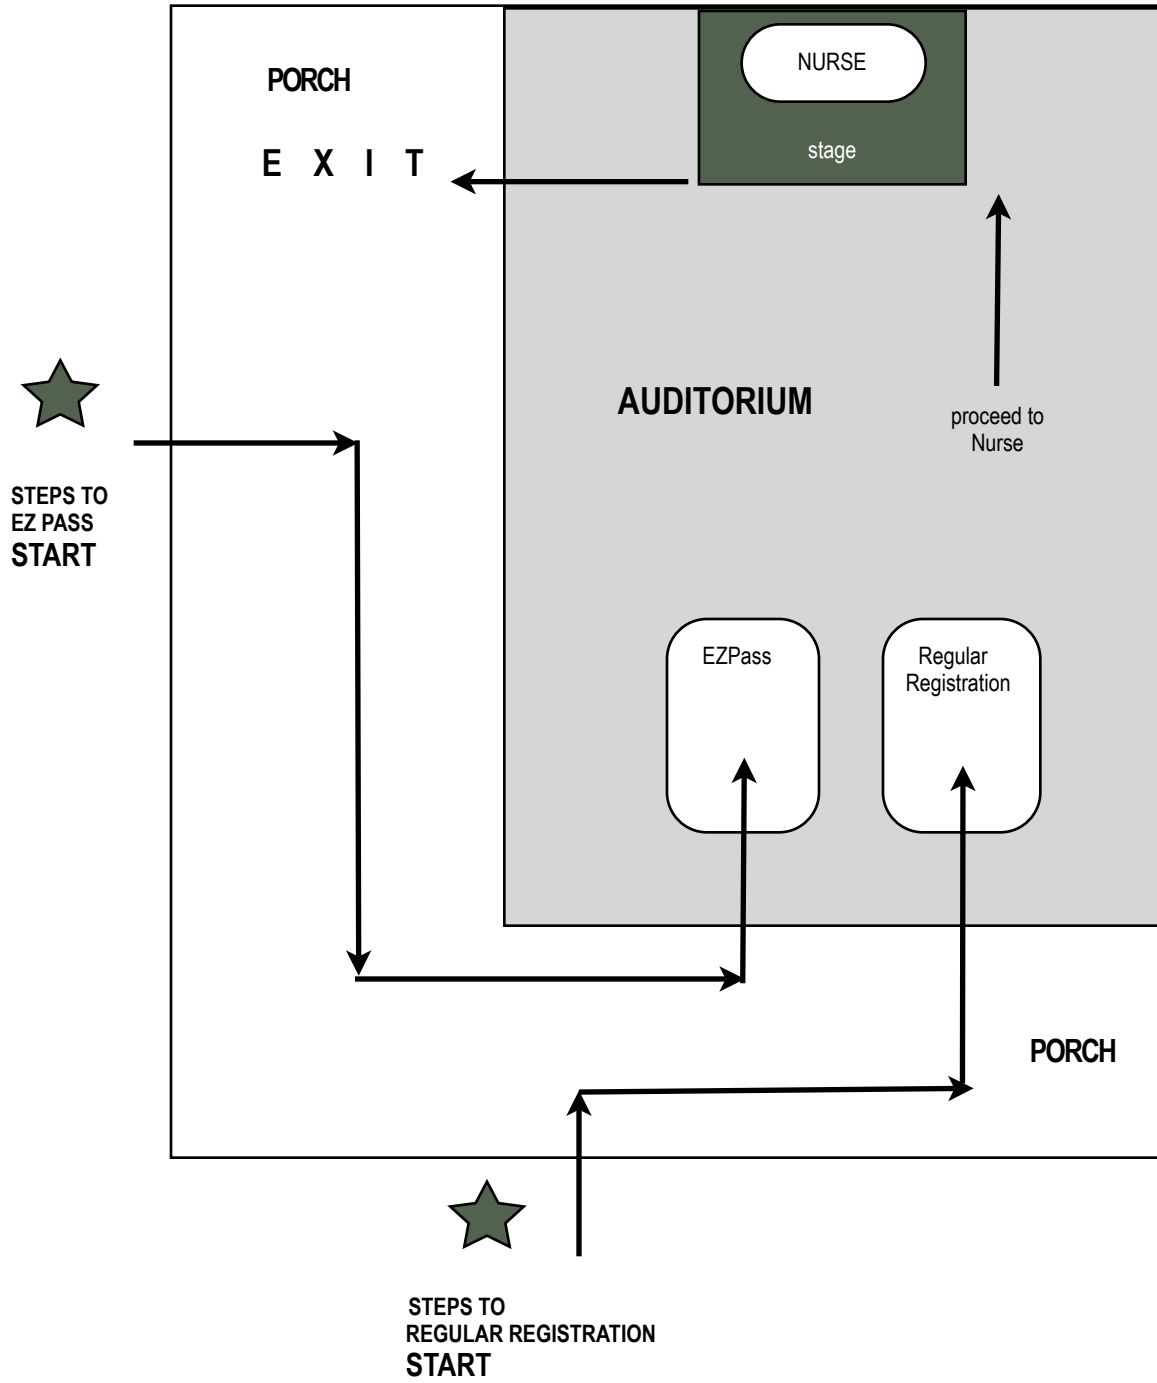 NURSE
PORCH
E X I T
stage
AUDITORIUM
proceed to
Nurse
STEPS TO
EZ PASS
START
EZPass
Regular
Registration
PORCH
STEPS TO
REGULAR REGISTRATION
START